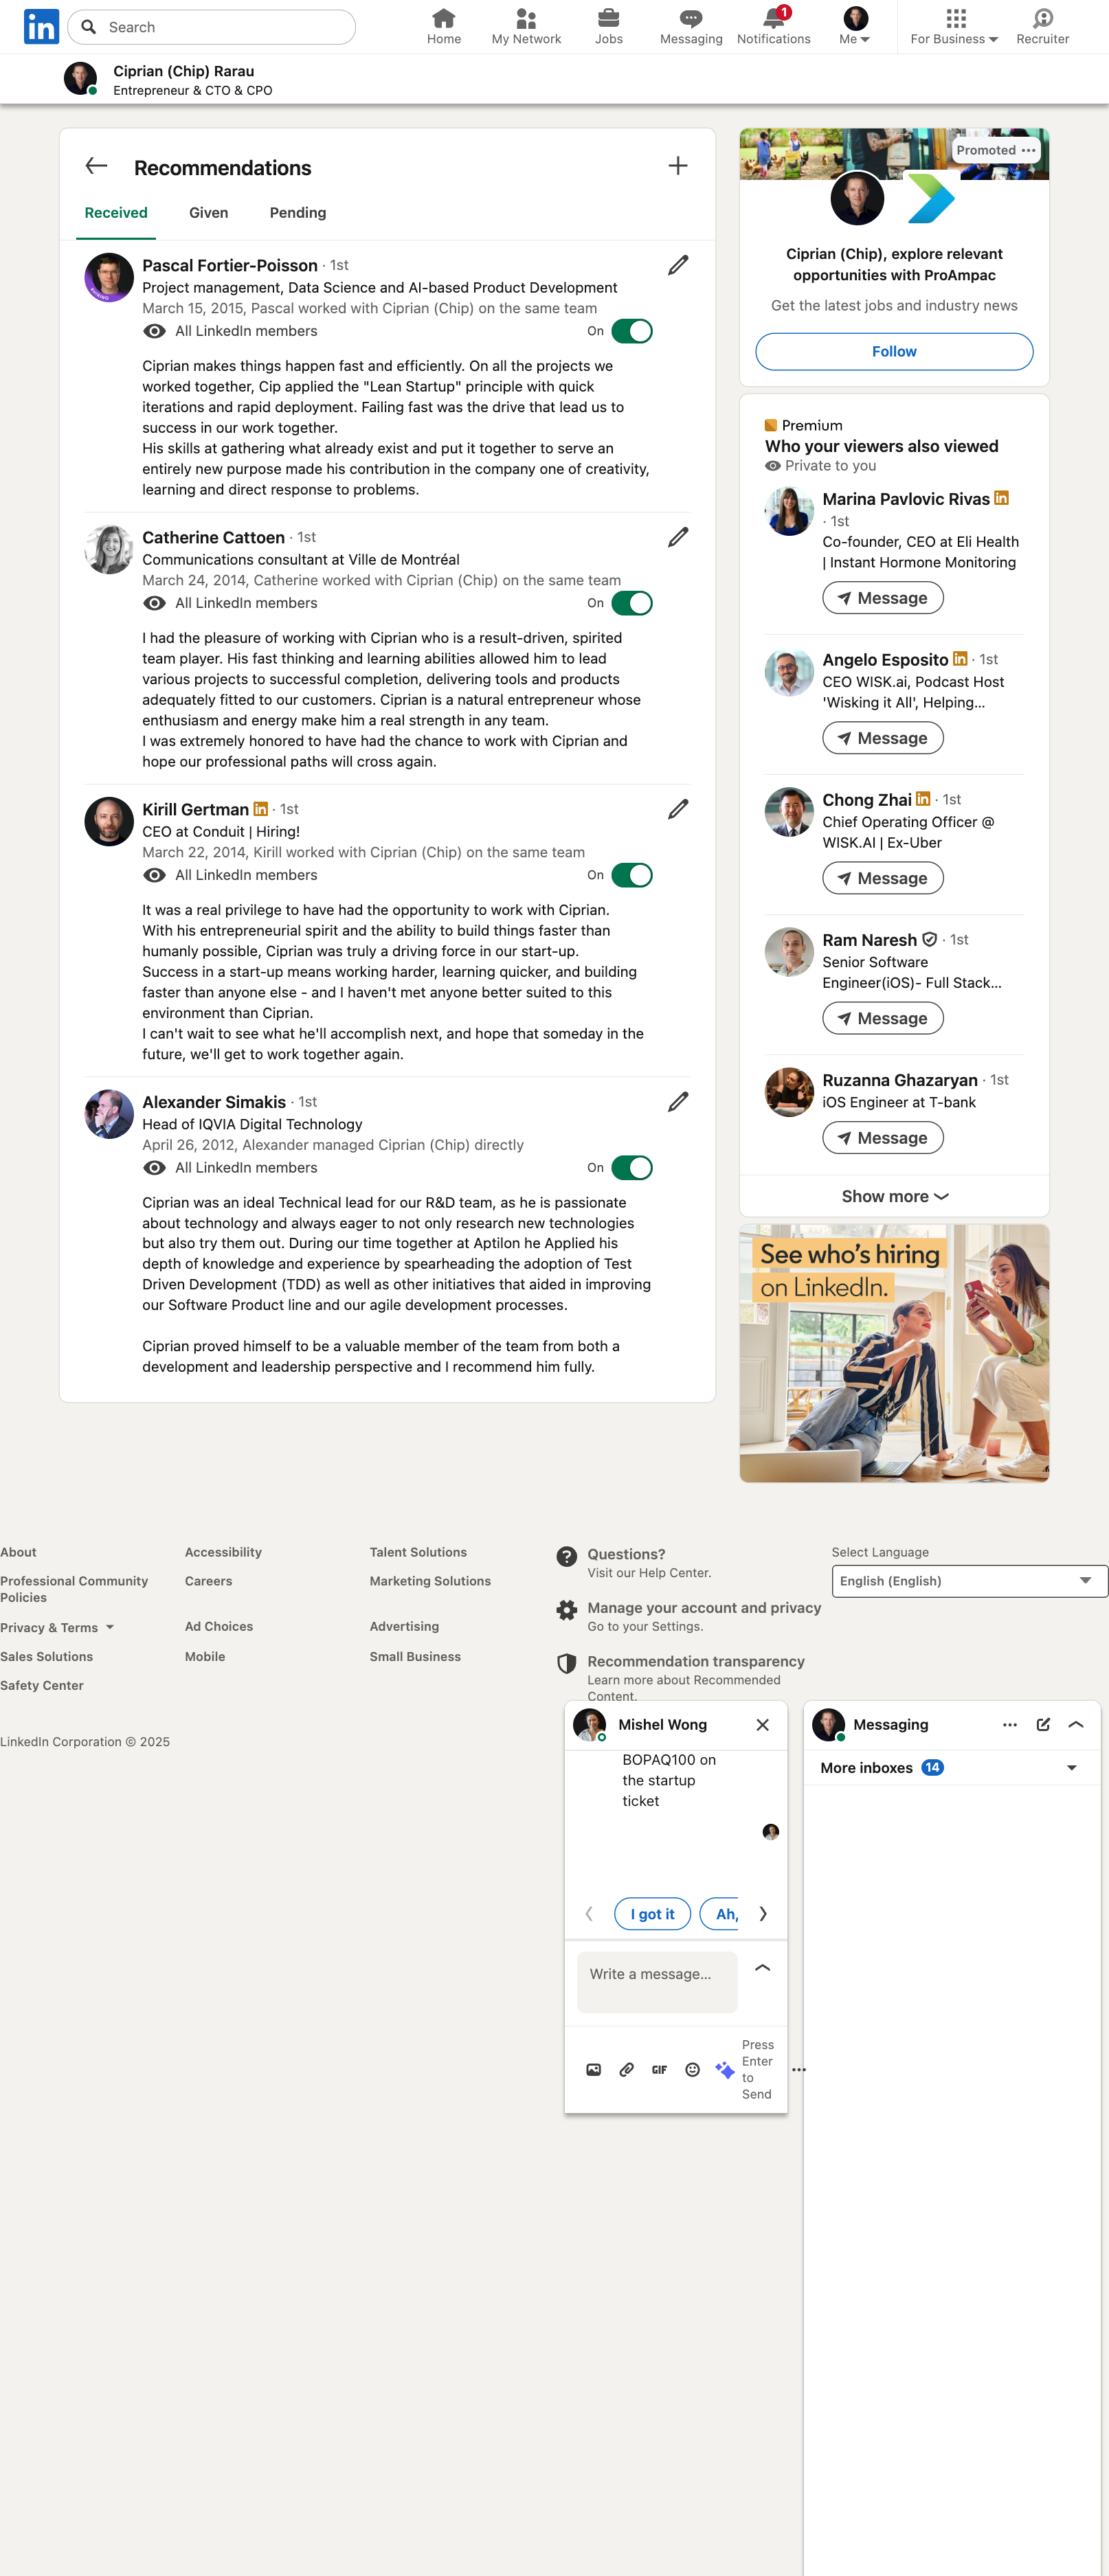 in
Search
Home
My Network
Jobs
Messaging
1
Notifications
Me
For Business
Recruiter
Ciprian (Chip) Rarau
Entrepreneur & CTO & CPO
Recommendations
Received
Given
Pending
Pascal Fortier-Poisson · 1st
Project management, Data Science and AI-based Product Development
March 15, 2015, Pascal worked with Ciprian (Chip) on the same team
All LinkedIn members
On
Ciprian makes things happen fast and efficiently. On all the projects we
worked together, Cip applied the "Lean Startup" principle with quick
iterations and rapid deployment. Failing fast was the drive that lead us to
success in our work together.
His skills at gathering what already exist and put it together to serve an
entirely new purpose made his contribution in the company one of creativity,
learning and direct response to problems.
Catherine Cattoen · 1st
Communications consultant at Ville de Montréal
March 24, 2014, Catherine worked with Ciprian (Chip) on the same team
All LinkedIn members
On
I had the pleasure of working with Ciprian who is a result-driven, spirited
team player. His fast thinking and learning abilities allowed him to lead
various projects to successful completion, delivering tools and products
adequately fitted to our customers. Ciprian is a natural entrepreneur whose
enthusiasm and energy make him a real strength in any team.
I was extremely honored to have had the chance to work with Ciprian and
hope our professional paths will cross again.
Kirill Gertman in · 1st
CEO at Conduit | Hiring!
March 22, 2014, Kirill worked with Ciprian (Chip) on the same team
All LinkedIn members
On
It was a real privilege to have had the opportunity to work with Ciprian.
With his entrepreneurial spirit and the ability to build things faster than
humanly possible, Ciprian was truly a driving force in our start-up.
Success in a start-up means working harder, learning quicker, and building
faster than anyone else - and I haven't met anyone better suited to this
environment than Ciprian.
I can't wait to see what he'll accomplish next, and hope that someday in the
future, we'll get to work together again.
Alexander Simakis · 1st
Head of IQVIA Digital Technology
April 26, 2012, Alexander managed Ciprian (Chip) directly
All LinkedIn members
On
Ciprian was an ideal Technical lead for our R&D team, as he is passionate
about technology and always eager to not only research new technologies
but also try them out. During our time together at Aptilon he Applied his
depth of knowledge and experience by spearheading the adoption of Test
Driven Development (TDD) as well as other initiatives that aided in improving
our Software Product line and our agile development processes.
Ciprian proved himself to be a valuable member of the team from both a
development and leadership perspective and I recommend him fully.
Promoted
Ciprian (Chip), explore relevant
opportunities with ProAmpac
Get the latest jobs and industry news
Follow
Premium
Who your viewers also viewed
Private to you
Marina Pavlovic Rivas in
· 1st
Co-founder, CEO at Eli Health
| Instant Hormone Monitoring
Message
Angelo Esposito in · 1st
CEO WISK.ai, Podcast Host
'Wisking it All', Helping...
Message
Chong Zhai in · 1st
Chief Operating Officer @
WISK.AI | Ex-Uber
Message
Ram Naresh · 1st
Senior Software
Engineer(iOS)- Full Stack...
Message
Ruzanna Ghazaryan · 1st
iOS Engineer at T-bank
Message
Show more
See who's hiring
on LinkedIn.
About
Accessibility
Talent Solutions
Professional Community
Policies
Careers
Marketing Solutions
Privacy & Terms
Ad Choices
Advertising
Sales Solutions
Mobile
Small Business
Safety Center
Questions?
Visit our Help Center.
Manage your account and privacy
Go to your Settings.
Recommendation transparency
Learn more about Recommended
Content.
Select Language
English (English)
LinkedIn Corporation © 2025
Mishel Wong
BOPAQ100 on
the startup
ticket
I got it
Ah,
Write a message...
GIF
Press
Enter
to
Send
Messaging
More inboxes 14